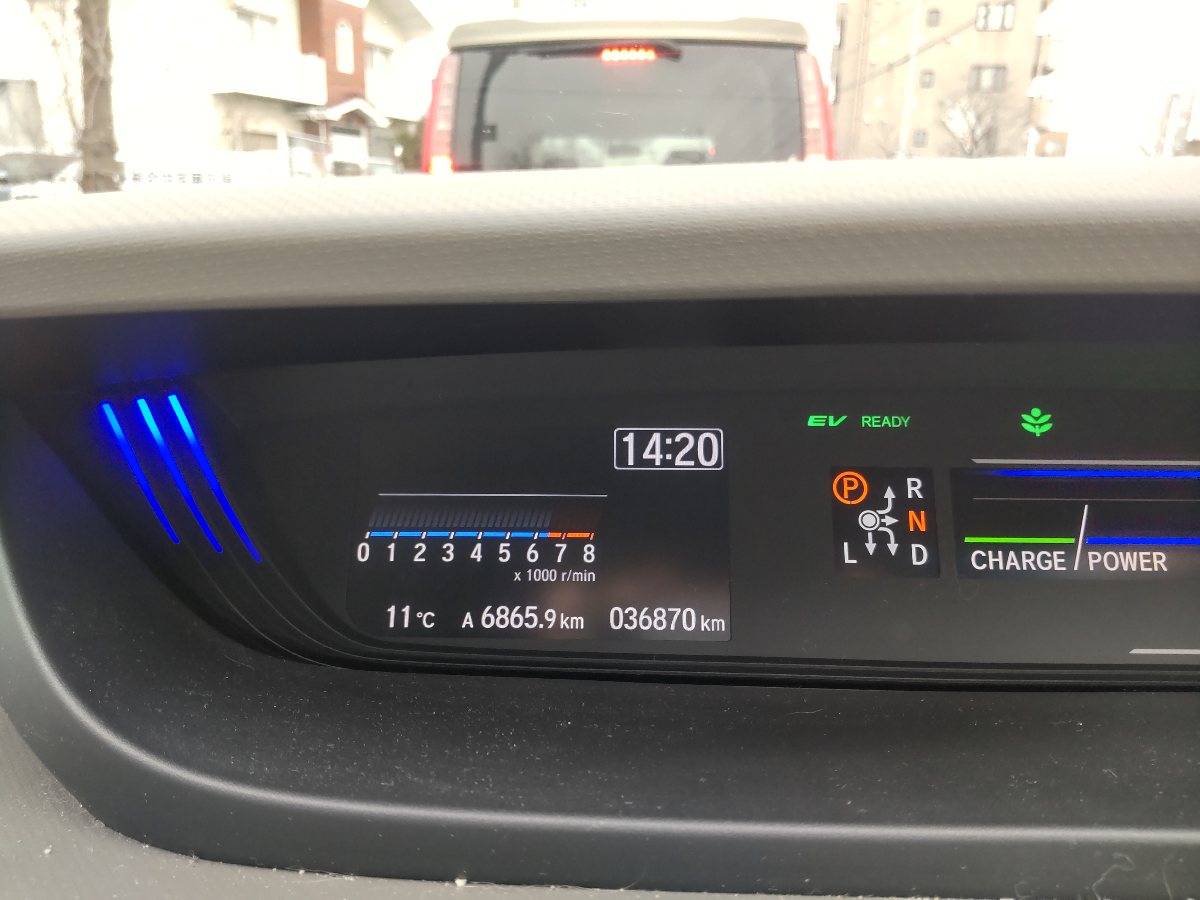 14:20
EV READY
P R
N
L D
0 1 2 3 4 5 6 7 8
x 1000 r/min
CHARGE POWER
11°C A 6865.9 km 036870 km